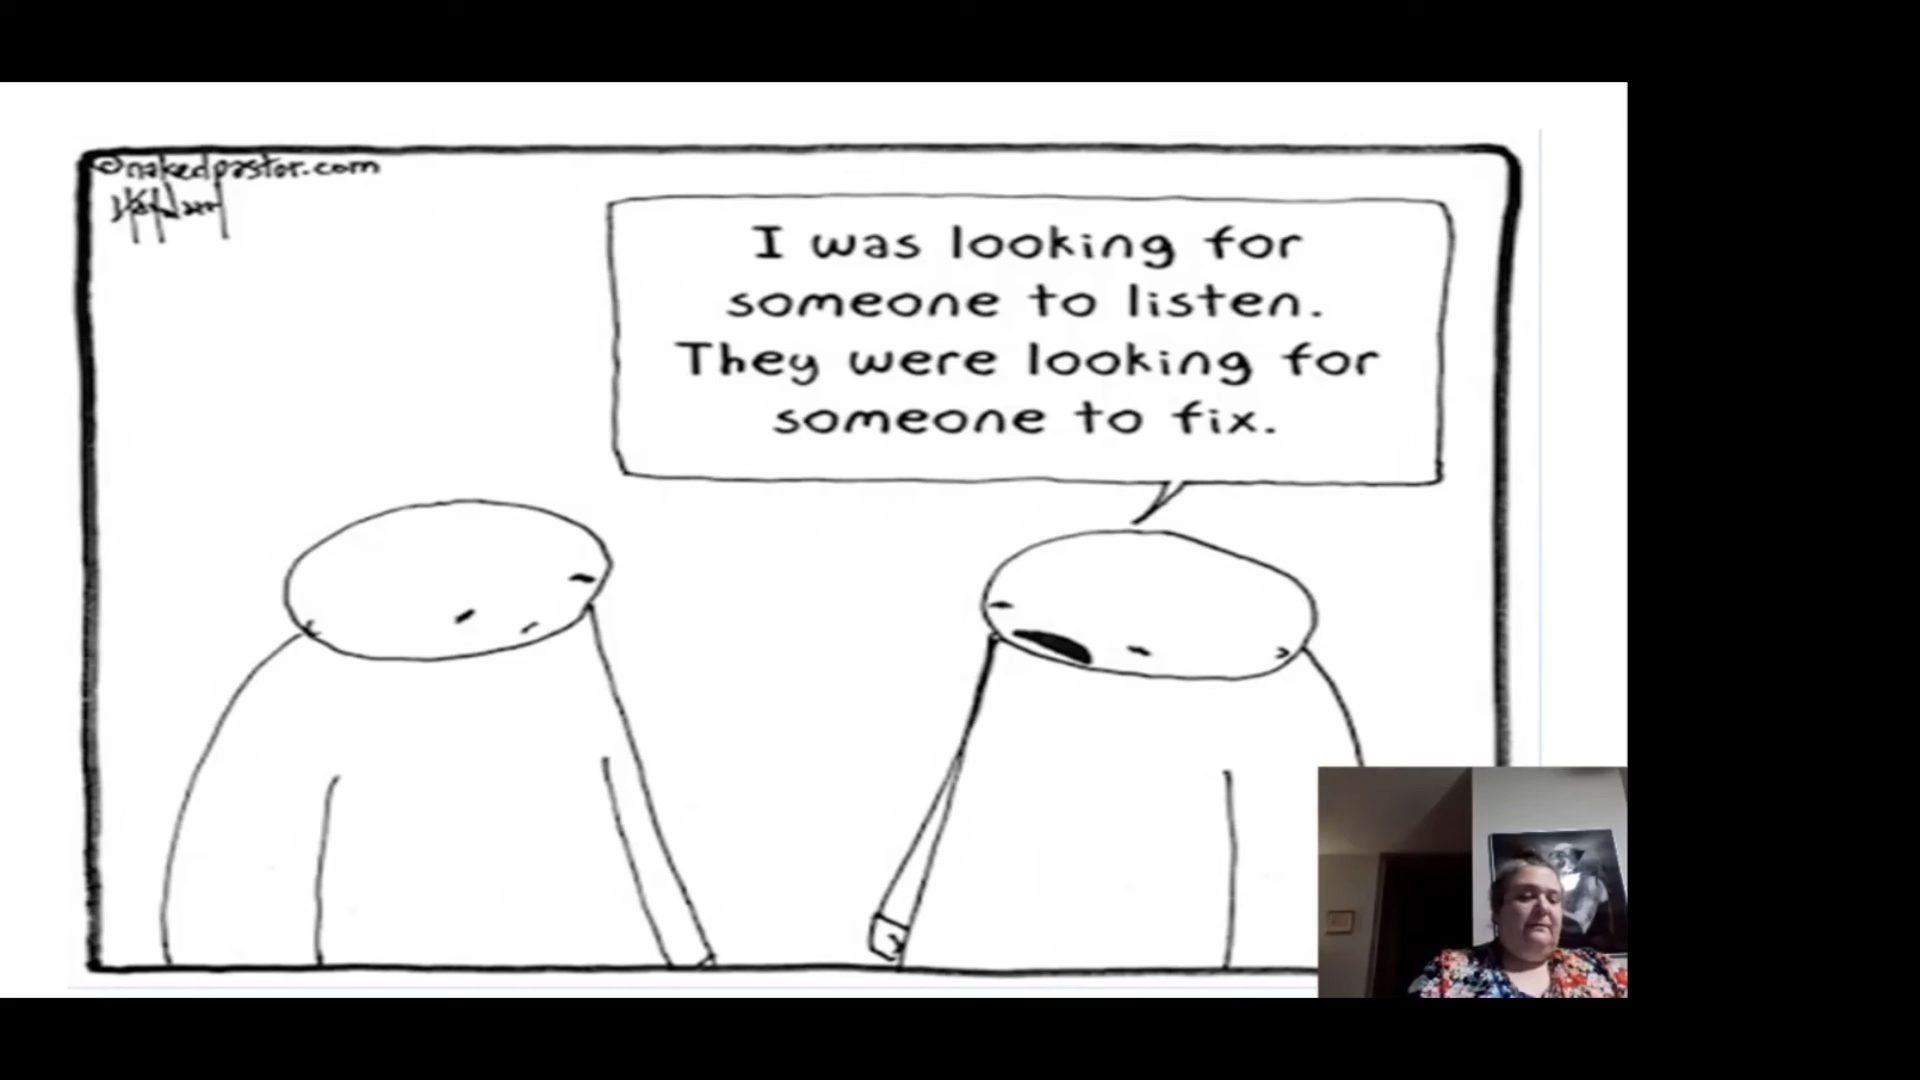 ©nakedpastor.com
I was looking for
someone to listen.
They were looking for
someone to fix.